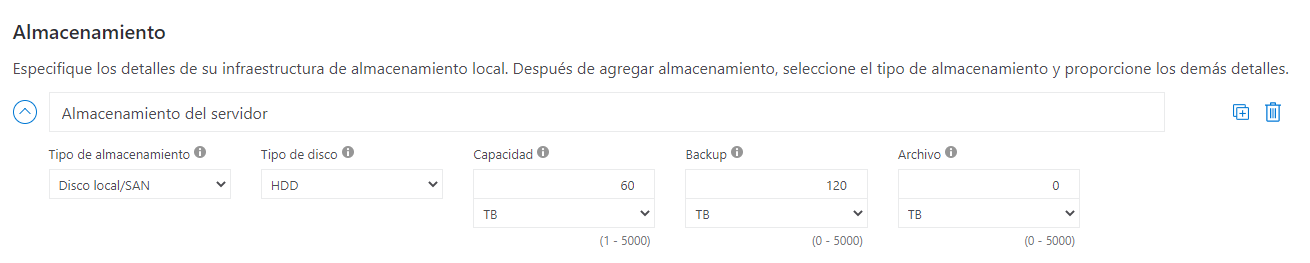 Almacenamiento
Especifique los detalles de su infraestructura de almacenamiento local. Después de agregar almacenamiento, seleccione el tipo de almacenamiento y proporcione los demás detalles.
Almacenamiento del servidor
Tipo de almacenamiento Tipo de disco Capacidad Backup Archivo
Disco local/SAN HDD 60 120 0
TB TB TB
(1 - 5000) (0 - 5000) (0 - 5000)